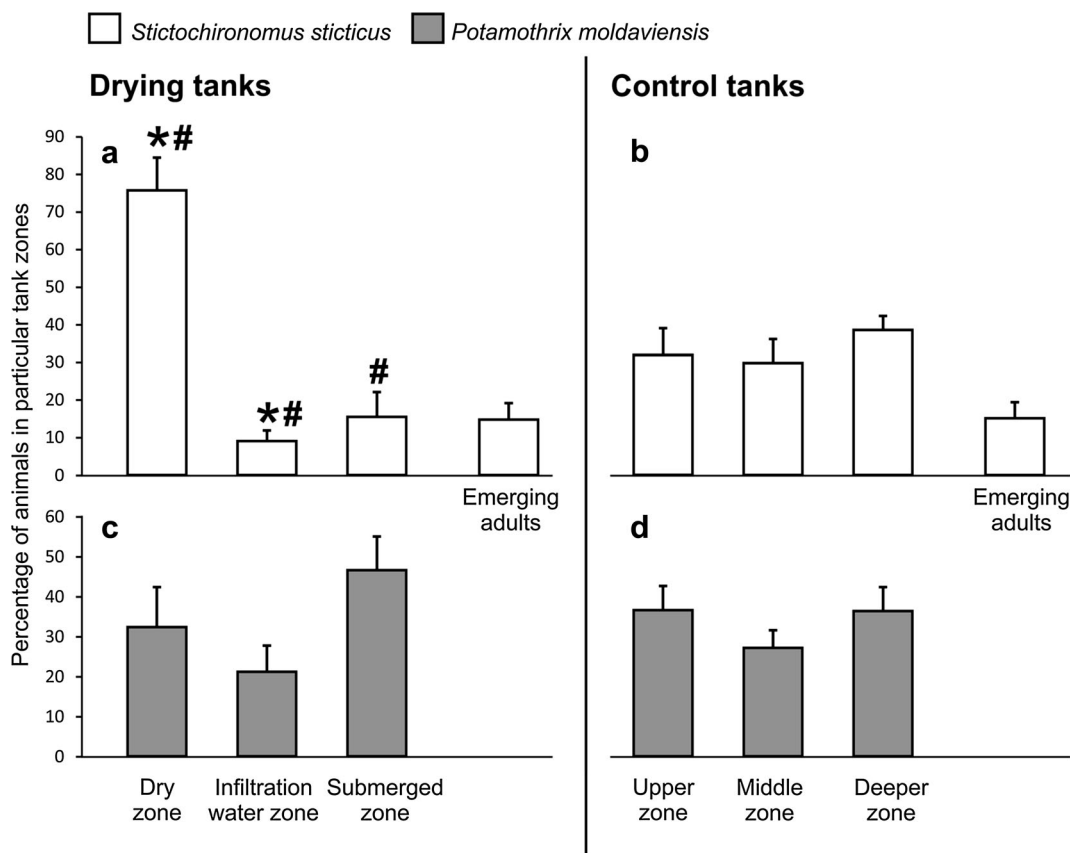 Stictochironomus sticticus Potamothrix moldaviensis
Drying tanks Control tanks
Percentage of animals in particular tank zones
a
*#
*#
#
90
80
70
60
50
40
30
20
10
0
Emerging
adults
b
Emerging
adults
c
60
50
40
30
20
10
0
Dry
zone
Infiltration
water zone
Submerged
zone
d
Upper
zone
Middle
zone
Deeper
zone